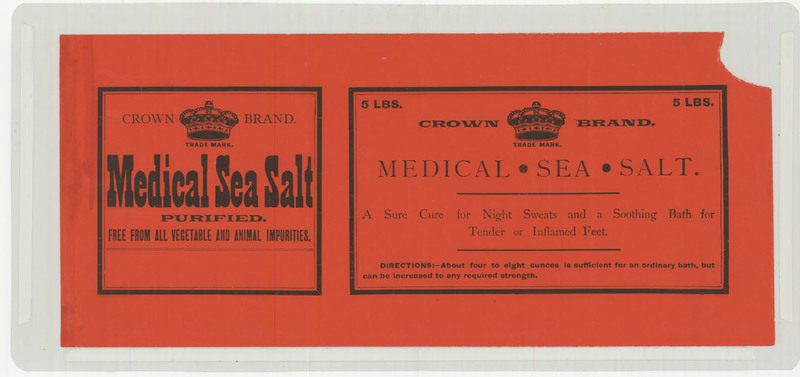 CROWN BRAND.
TRADE MARK.
Medical Sea Salt
PURIFIED.
FREE FROM ALL VEGETABLE AND ANIMAL IMPURITIES.
5 LBS. 5 LBS.
CROWN BRAND.
TRADE MARK.
MEDICAL • SEA • SALT.
A Sure Cure for Night Sweats and a Soothing Bath for
Tender or Inflamed Feet.
DIRECTIONS:–About four to eight ounces is sufficient for an ordinary bath, but
can be increased to any required strength.